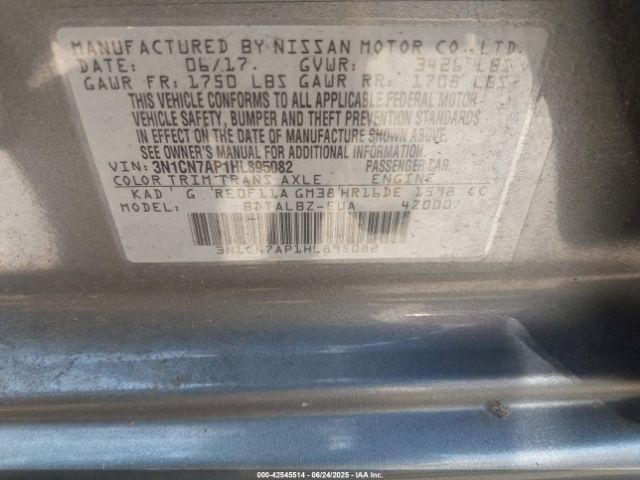 MANUFACTURED BY NISSAN MOTOR CO., LTD.
DATE: 06/17. GVWR: 3426 LBS
GAWR FR: 1750 LBS GAWR RR: 1706 LBS
THIS VEHICLE CONFORMS TO ALL APPLICABLE FEDERAL MOTOR
VEHICLE SAFETY, BUMPER AND THEFT PREVENTION STANDARDS
IN EFFECT ON THE DATE OF MANUFACTURE SHOWN ABOVE.
SEE OWNER'S MANUAL FOR ADDITIONAL INFORMATION.
VIN: 3N1CN7AP1HL895082 PASSENGER CAR.
COLOR TRIM TRANS AXLE ENGINE
KAD G RE0F11A GM38 HR16DE 1598 CC
MODEL: BDTALBZ-EUA 42000
3N1CN7AP1HL895082
000-42545514 - 06/24/2025 - IAA Inc.